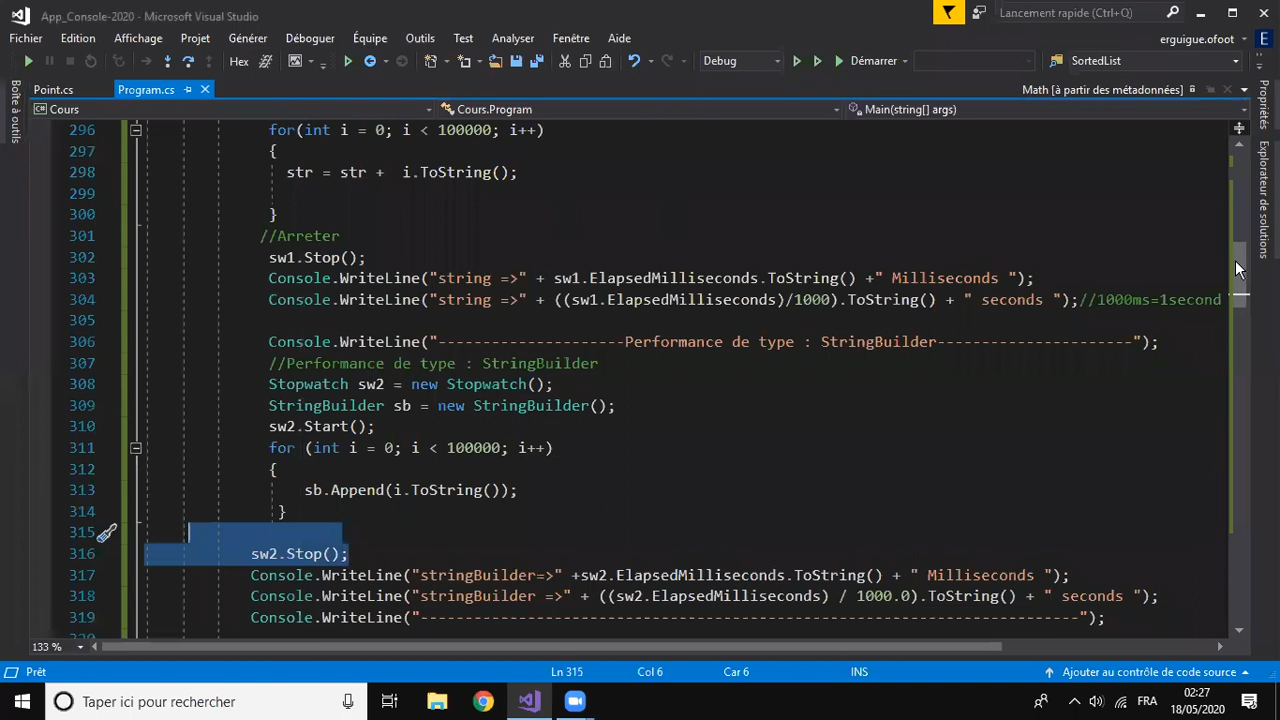 App_Console-2020 - Microsoft Visual Studio
Lancement rapide (Ctrl+Q)
Fichier Edition Affichage Projet Générer Déboguer Équipe Outils Test Analyser Fenêtre Aide
erguigue.ofoot E
Hex Debug Démarrer SortedList
Boîte à outils
Point.cs Program.cs Math [à partir des métadonnées]
Cours Cours.Program Main(string[] args)
Propriétés
Explorateur de solutions
296 for(int i = 0; i < 100000; i++)
297 {
298 str = str + i.ToString();
299
300 }
301 //Arreter
302 sw1.Stop();
303 Console.WriteLine("string =>" + sw1.ElapsedMilliseconds.ToString() +" Milliseconds ");
304 Console.WriteLine("string =>" + ((sw1.ElapsedMilliseconds)/1000).ToString() + " seconds ");//1000ms=1second
305
306 Console.WriteLine("---------------------Performance de type : StringBuilder----------------------");
307 //Performance de type : StringBuilder
308 Stopwatch sw2 = new Stopwatch();
309 StringBuilder sb = new StringBuilder();
310 sw2.Start();
311 for (int i = 0; i < 100000; i++)
312 {
313 sb.Append(i.ToString());
314 }
315
316 sw2.Stop();
317 Console.WriteLine("stringBuilder=>" +sw2.ElapsedMilliseconds.ToString() + " Milliseconds ");
318 Console.WriteLine("stringBuilder =>" + ((sw2.ElapsedMilliseconds) / 1000.0).ToString() + " seconds ");
319 Console.WriteLine("--------------------------------------------------------------------------");
133 %
Prêt Ln 315 Col 6 Car 6 INS Ajouter au contrôle de code source
Taper ici pour rechercher FRA 02:27
18/05/2020